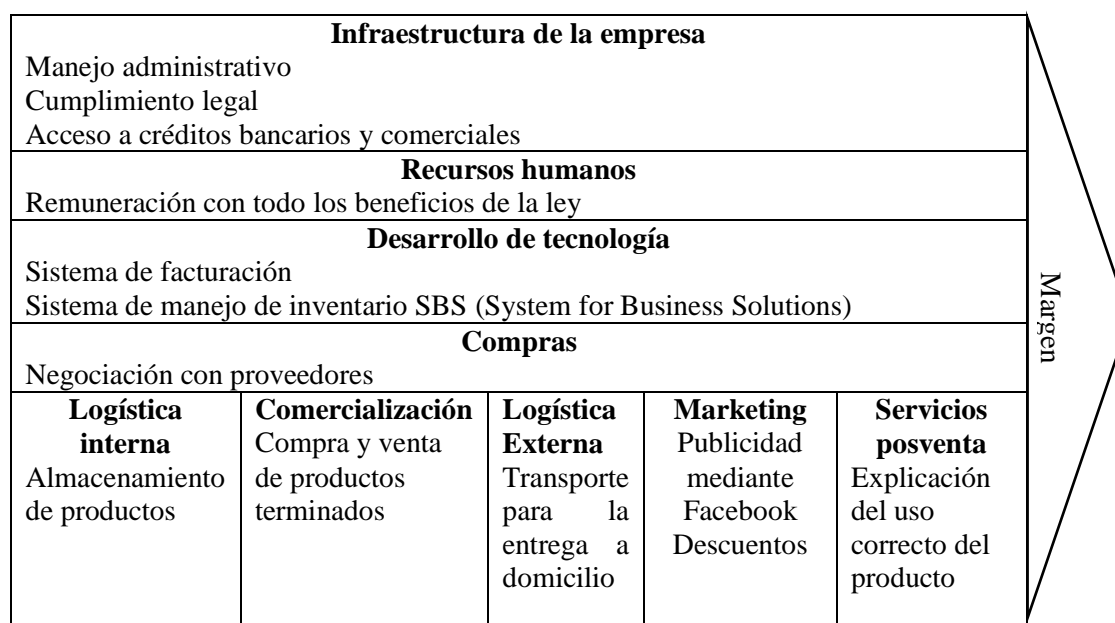 Infraestructura de la empresa
Manejo administrativo
Cumplimiento legal
Acceso a créditos bancarios y comerciales
Recursos humanos
Remuneración con todo los beneficios de la ley
Desarrollo de tecnología
Sistema de facturación
Sistema de manejo de inventario SBS (System for Business Solutions)
Compras
Negociación con proveedores
Logística
interna
Almacenamiento
de productos
Comercialización
Compra y venta
de productos
terminados
Logística
Externa
Transporte
para la
entrega a
domicilio
Marketing
Publicidad
mediante
Facebook
Descuentos
Servicios
posventa
Explicación
del uso
correcto del
producto
Margen